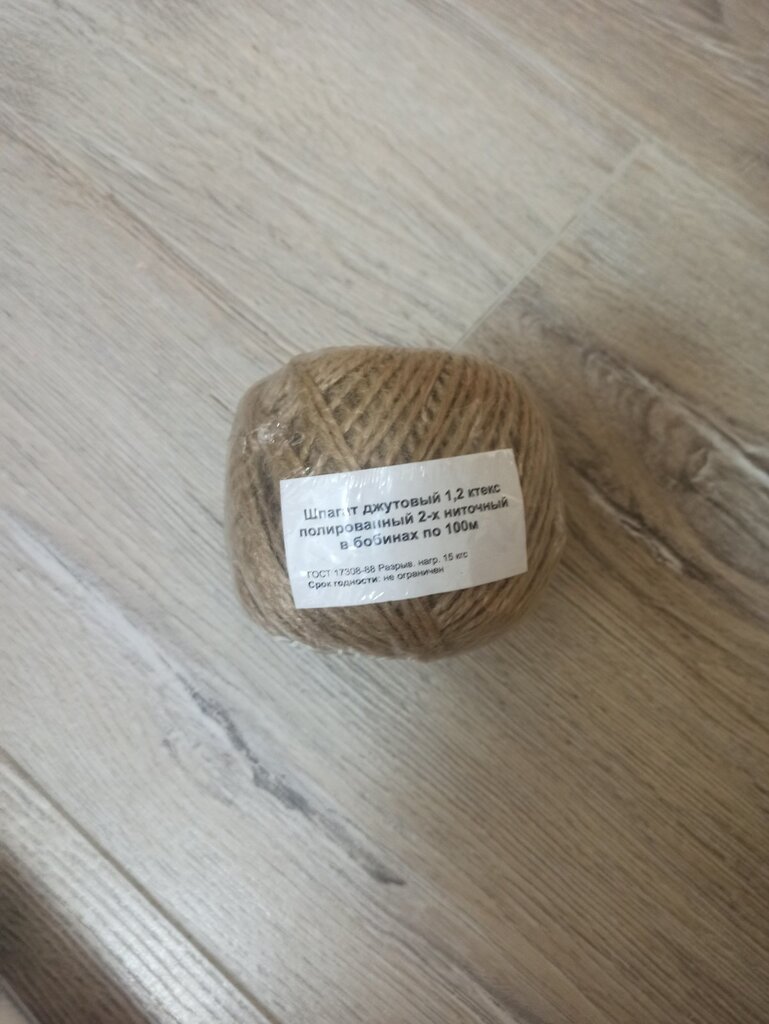 Шпагат джутовый 1,2 ктекс
полированный 2-х ниточный
в бобинах по 100м
ГОСТ 17308-88 Разрыв. нагр. 15 кгс
Срок годности: не ограничен